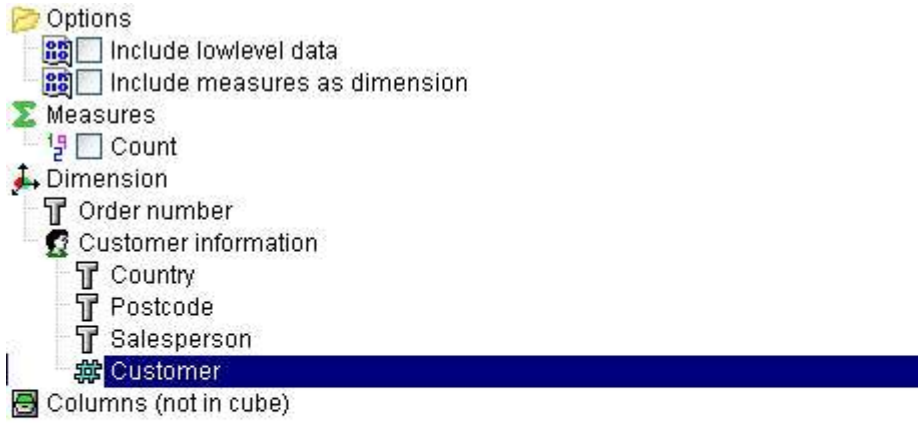 Options
Include lowlevel data
Include measures as dimension
Measures
Count
Dimension
Order number
Customer information
Country
Postcode
Salesperson
Customer
Columns (not in cube)